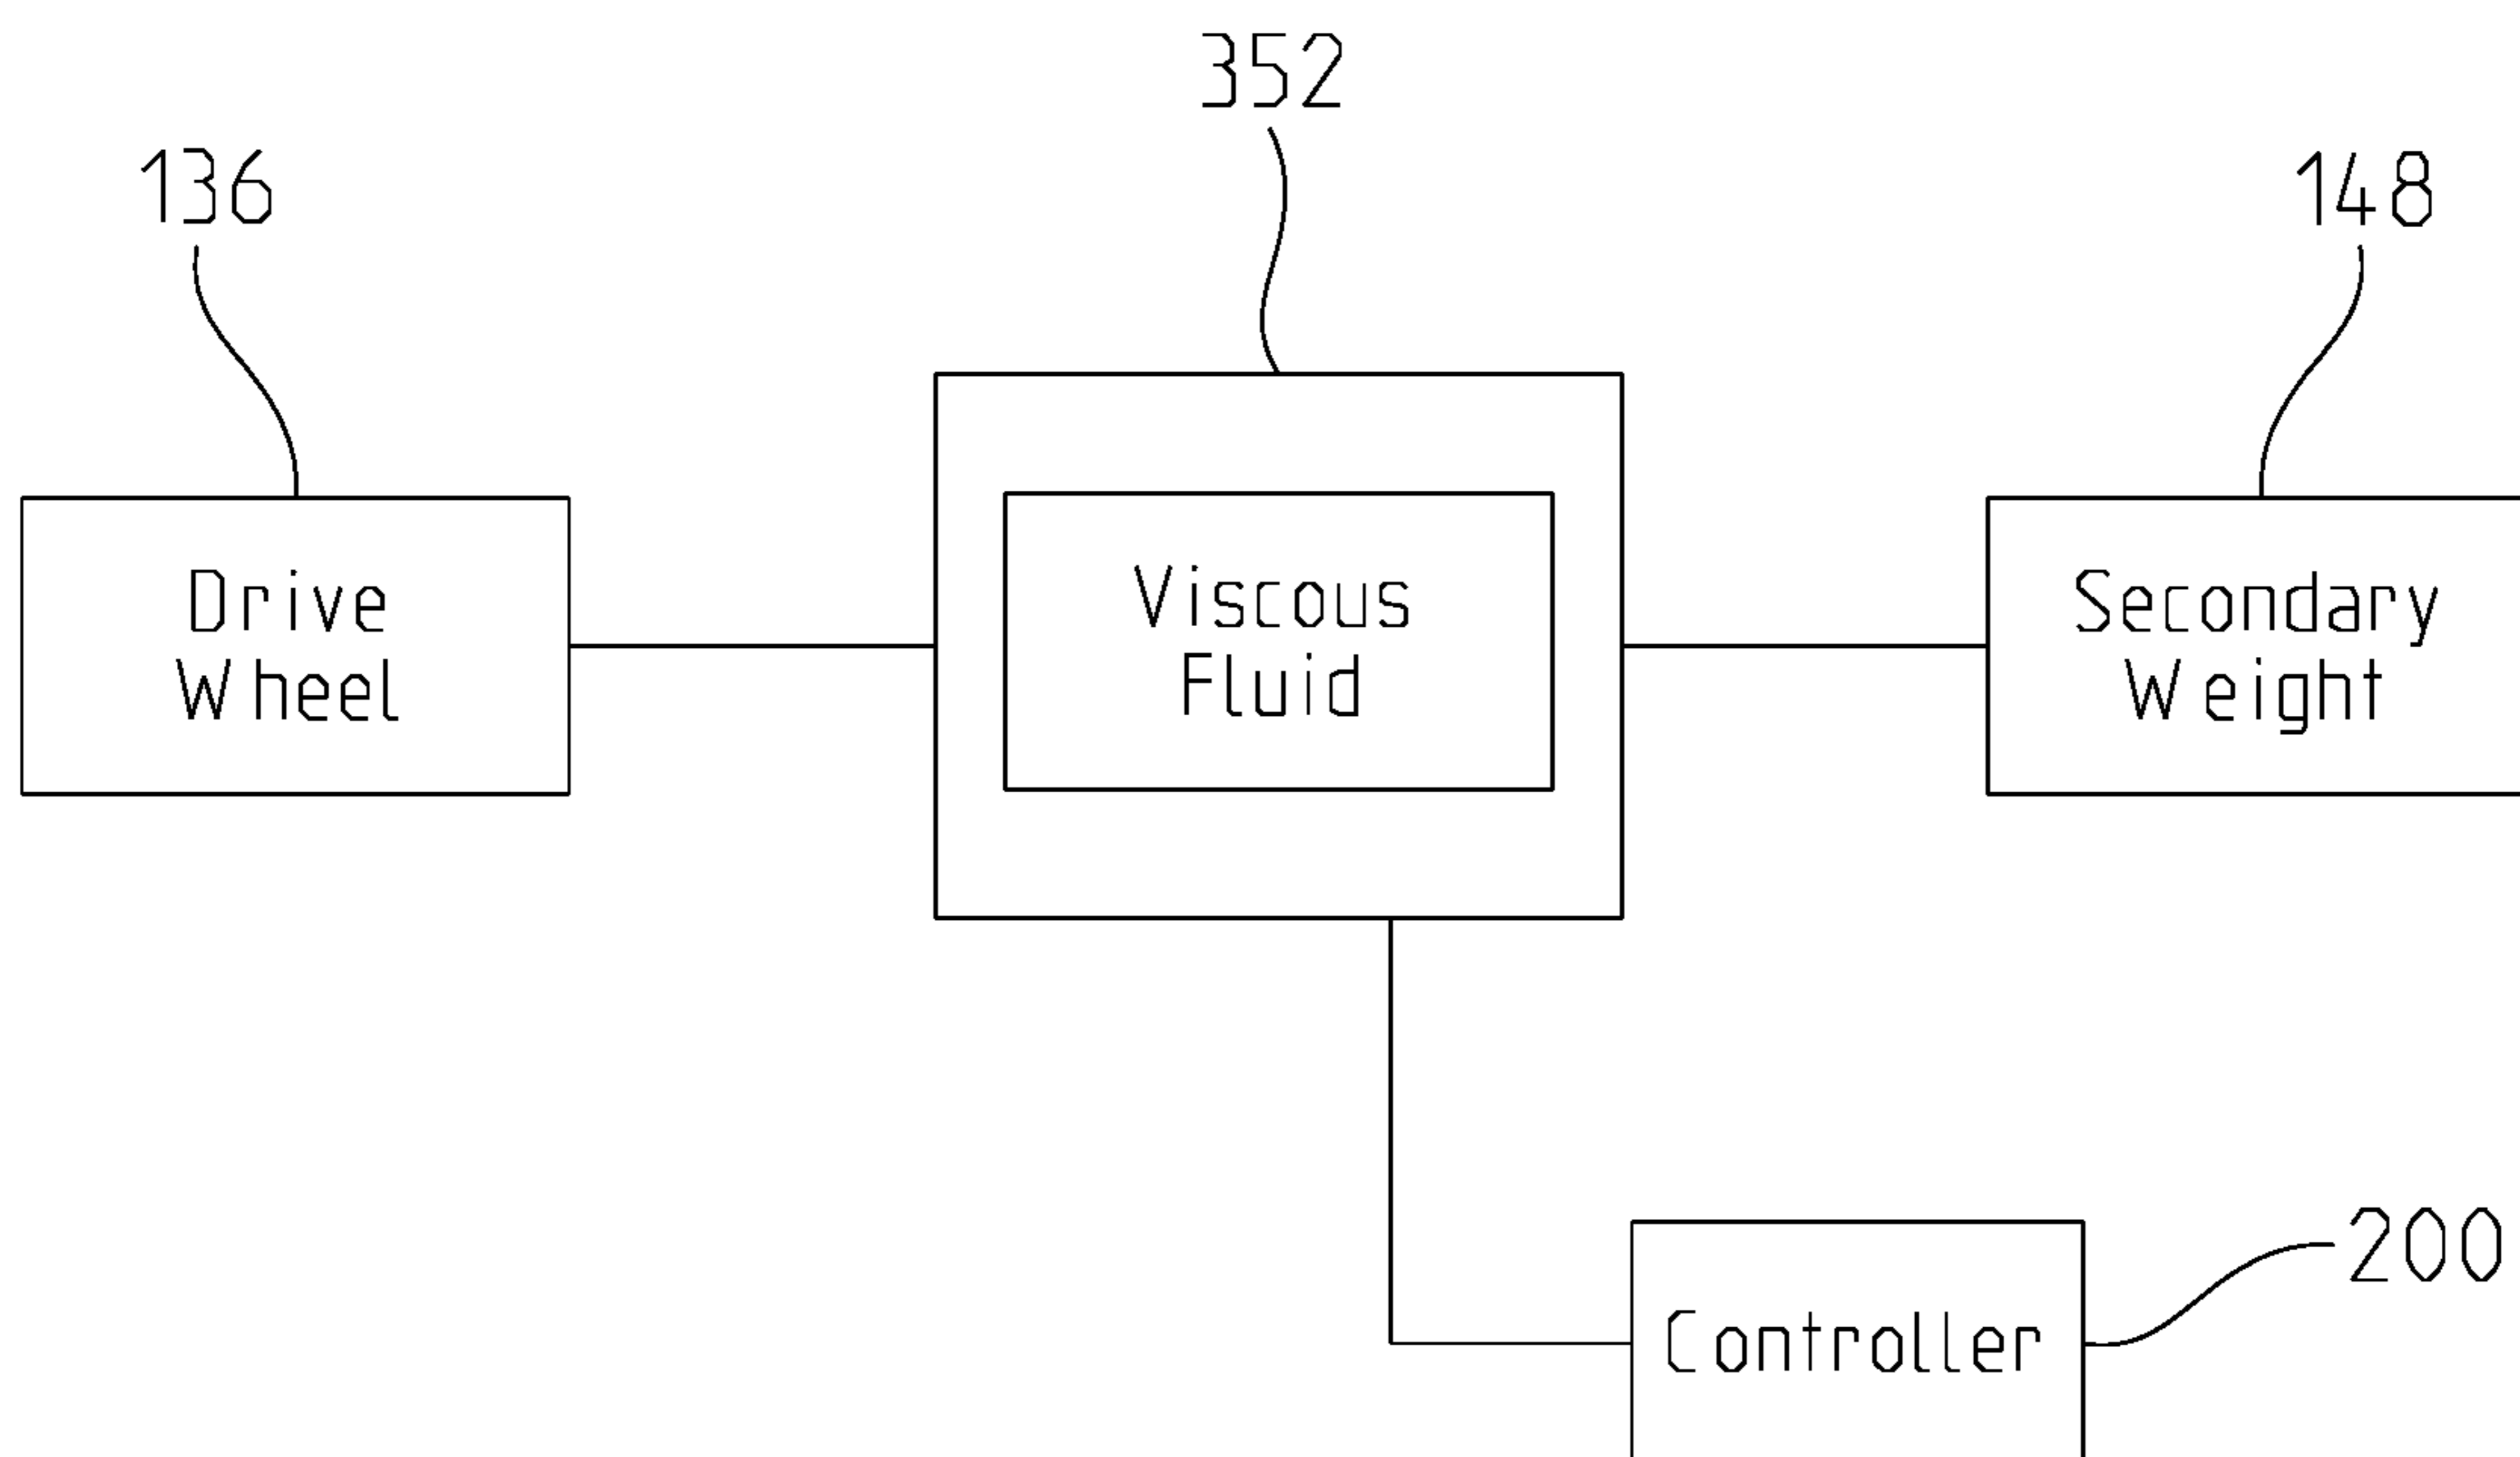 352
136
148
Drive
Wheel
Viscous
Fluid
Secondary
Weight
200
Controller